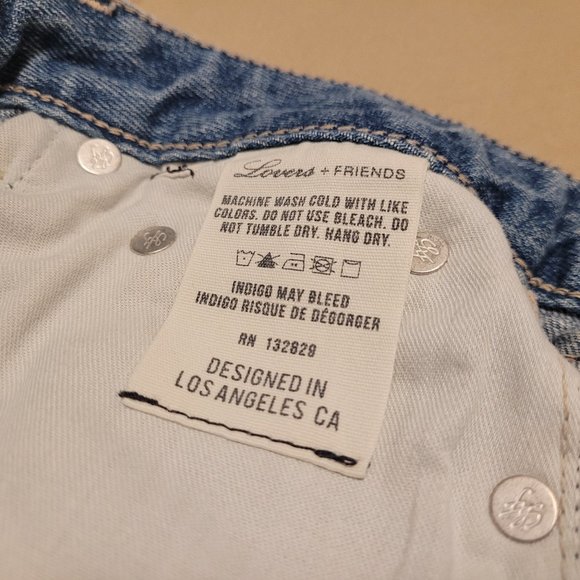 Lovers + FRIENDS
MACHINE WASH COLD WITH LIKE
COLORS. DO NOT USE BLEACH. DO
NOT TUMBLE DRY. HANG DRY.
INDIGO MAY BLEED
INDIGO RISQUE DE DÉGORGER
RN 132829
DESIGNED IN
LOS ANGELES CA